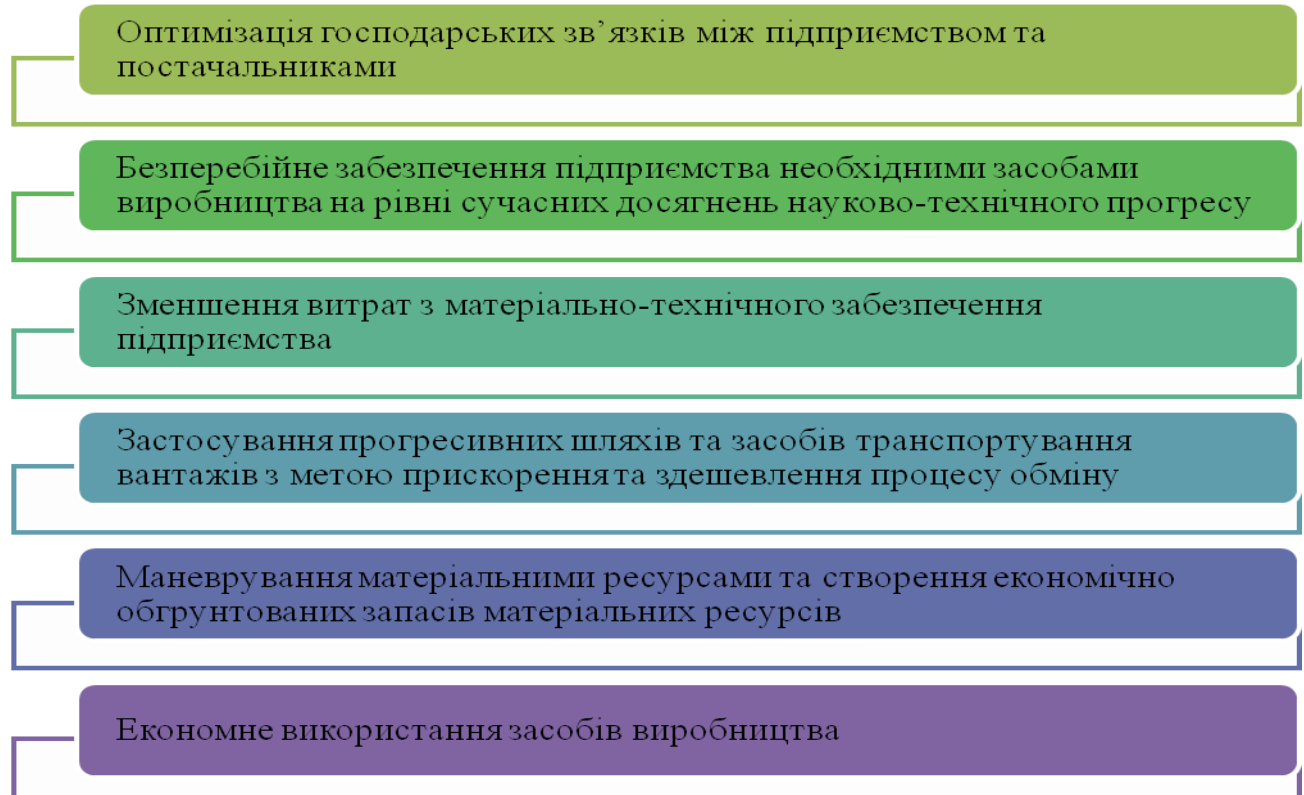 Оптимізація господарських зв’язків між підприємством та
постачальниками
Безперебійне забезпечення підприємства необхідними засобами
виробництва на рівні сучасних досягнень науково-технічного прогресу
Зменшення витрат з матеріально-технічного забезпечення
підприємства
Застосування прогресивних шляхів та засобів транспортування
вантажів з метою прискорення та здешевлення процесу обміну
Маневрування матеріальними ресурсами та створення економічно
обгрунтованих запасів матеріальних ресурсів
Економне використання засобів виробництва